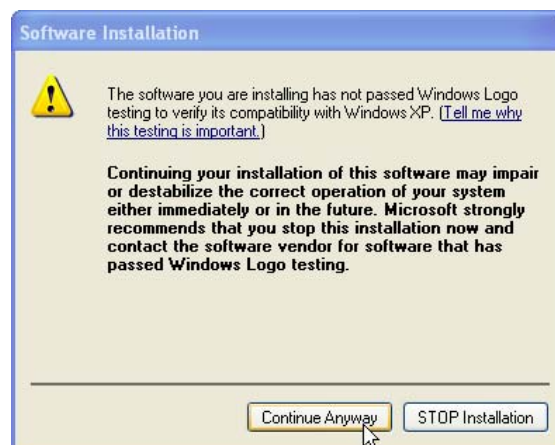 Software Installation
The software you are installing has not passed Windows Logo
testing to verify its compatibility with Windows XP. (Tell me why
this testing is important.)
Continuing your installation of this software may impair
or destabilize the correct operation of your system
either immediately or in the future. Microsoft strongly
recommends that you stop this installation now and
contact the software vendor for software that has
passed Windows Logo testing.
Continue Anyway STOP Installation